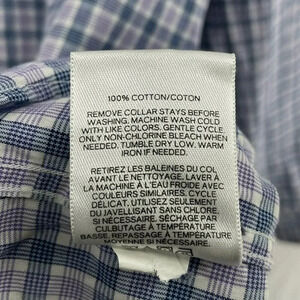 100% COTTON/COTON
REMOVE COLLAR STAYS BEFORE
WASHING. MACHINE WASH COLD
WITH LIKE COLORS. GENTLE CYCLE.
ONLY NON-CHLORINE BLEACH WHEN
NEEDED. TUMBLE DRY LOW. WARM
IRON IF NEEDED.
RETIREZ LES BALEINES DU COL
AVANT LE NETTOYAGE. LAVER À
LA MACHINE À L'EAU FROIDE AVEC
COULEURS SIMILAIRES, CYCLE
DÉLICAT, UTILISEZ SEULEMENT
DU JAVELLISANT SANS CHLORE,
SI NÉCESSAIRE. SÉCHAGE PAR
CULBUTAGE À TEMPÉRATURE
BASSE. REPASSAGE À TEMPÉRATURE
MOYENNE SI NÉCESSAIRE.